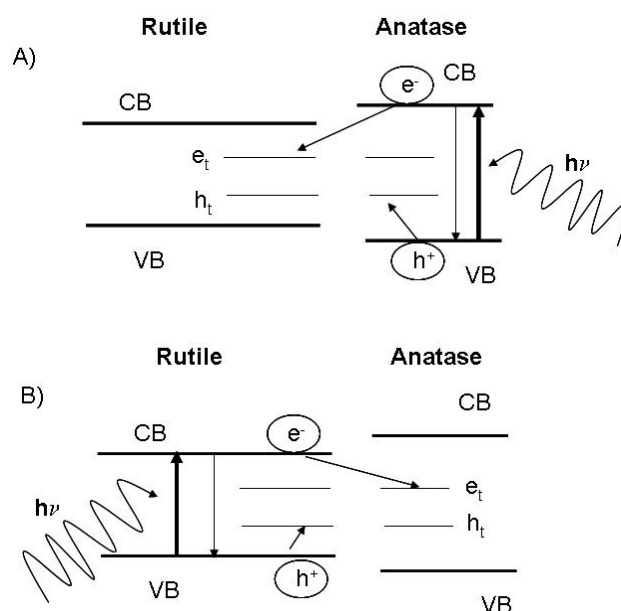 Rutile Anatase
A)
e⁻ CB
CB
eₜ
hν
hₜ
VB h⁺ VB
Rutile Anatase
B) CB
CB e⁻
eₜ
hν
hₜ
VB h⁺
VB